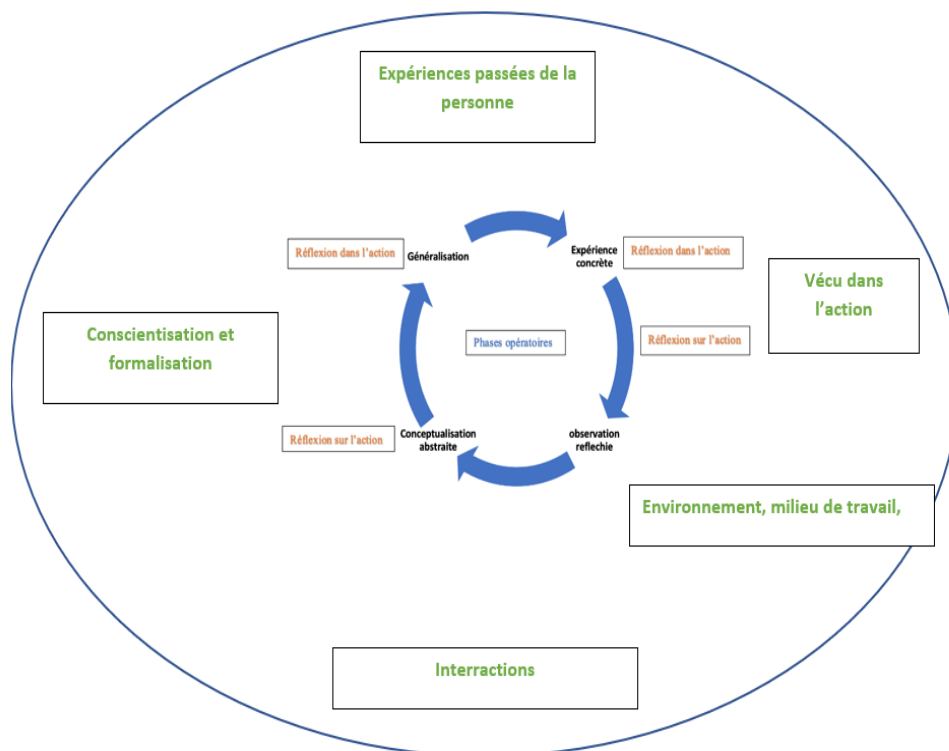 Expériences passées de la
personne
Réflexion dans l'action
Généralisation
Expérience
concrète
Réflexion dans l'action
Vécu dans
l'action
Conscientisation et
formalisation
Phases opératoires
Réflexion sur l'action
Réflexion sur l'action
Conceptualisation
abstraite
observation
reflechie
Environnement, milieu de travail,
Interractions